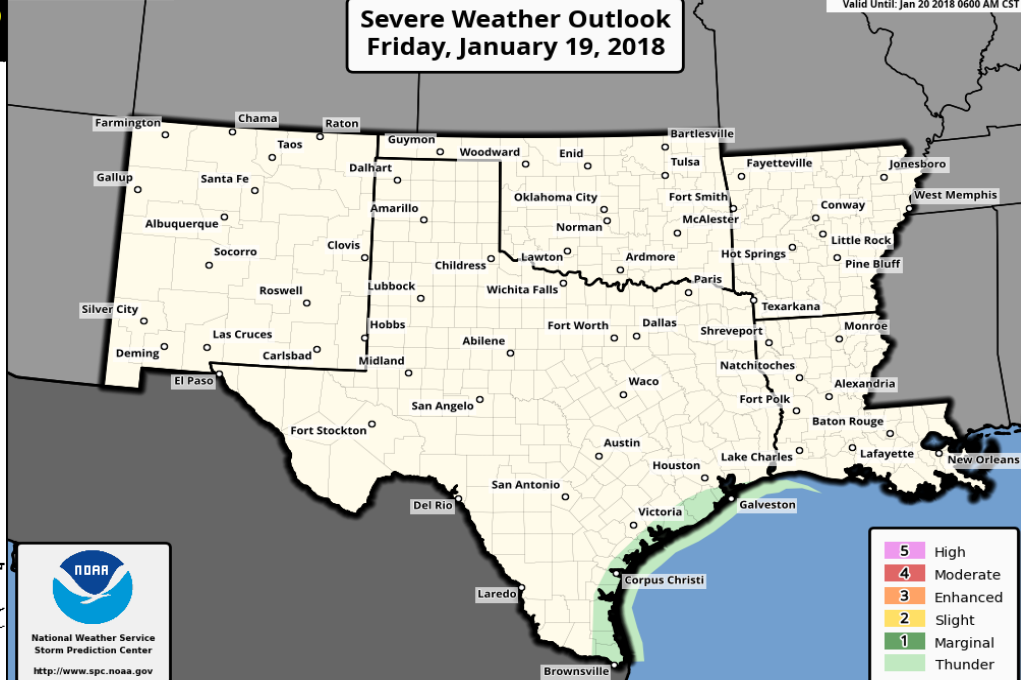 Valid Until: Jan 20 2018 0600 AM CST
Severe Weather Outlook
Friday, January 19, 2018
Farmington
Chama
Raton
Taos
Guymon
Woodward
Enid
Bartlesville
Dalhart
Tulsa
Fayetteville
Jonesboro
Gallup
Santa Fe
Oklahoma City
Fort Smith
West Memphis
Amarillo
Conway
Albuquerque
Norman
McAlester
Socorro
Clovis
Childress
Lawton
Ardmore
Hot Springs
Little Rock
Pine Bluff
Roswell
Lubbock
Wichita Falls
Paris
Silver City
Texarkana
Las Cruces
Hobbs
Fort Worth
Dallas
Shreveport
Monroe
Deming
Carlsbad
Midland
Abilene
El Paso
Waco
Natchitoches
Alexandria
San Angelo
Fort Polk
Fort Stockton
Baton Rouge
Austin
Lake Charles
Lafayette
New Orleans
Houston
San Antonio
Del Rio
Victoria
Galveston
Corpus Christi
Laredo
Brownsville
NOAA
National Weather Service
Storm Prediction Center
http://www.spc.noaa.gov
5 High
4 Moderate
3 Enhanced
2 Slight
1 Marginal
Thunder